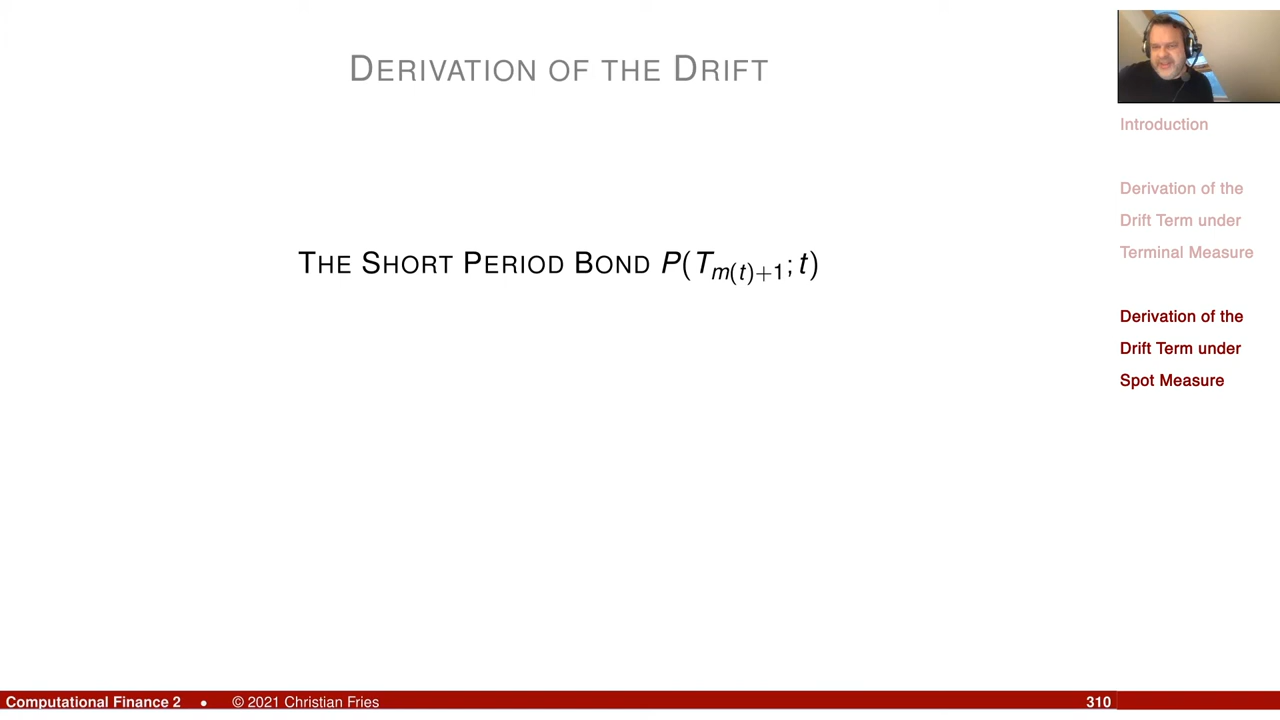 DERIVATION OF THE DRIFT
THE SHORT PERIOD BOND P(T_{m(t)+1}; t)
Introduction
Derivation of the
Drift Term under
Terminal Measure
Derivation of the
Drift Term under
Spot Measure
Computational Finance 2 • © 2021 Christian Fries 310